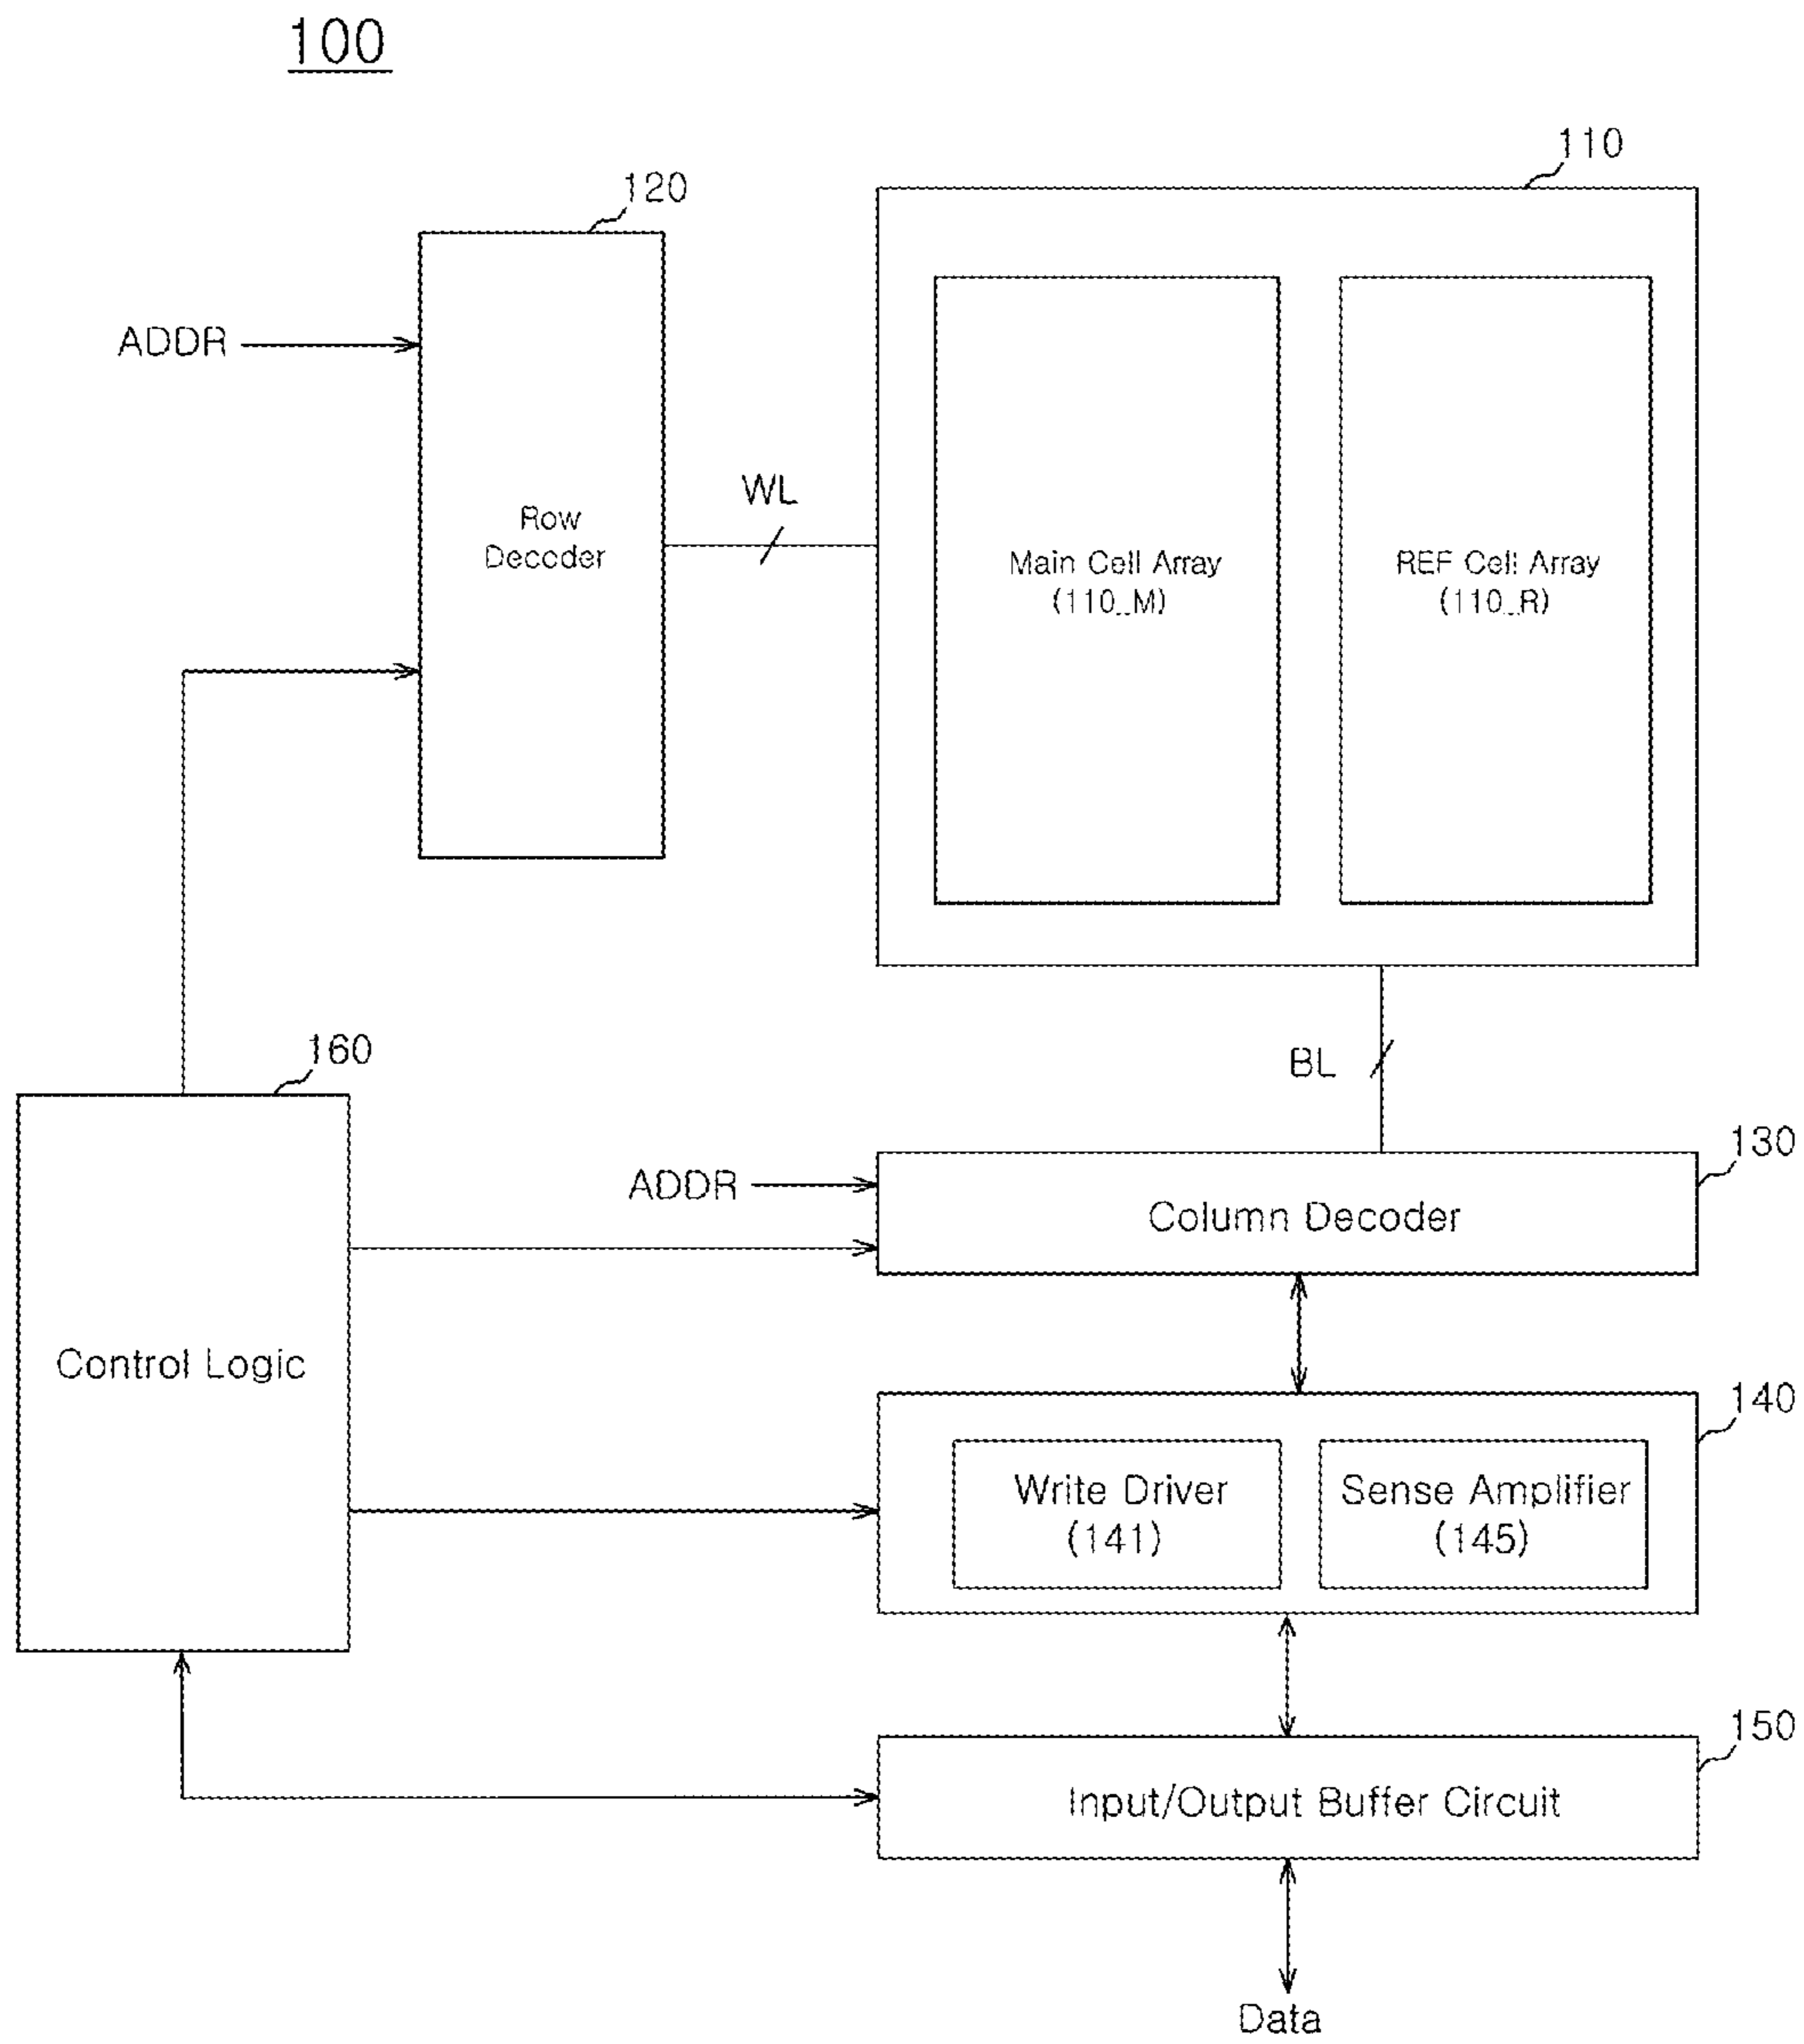 100
110
120
ADDR
WL
Row
Decoder
Main Cell Array
(110_M)
REF Cell Array
(110_R)
160
BL
130
ADDR
Column Decoder
Control Logic
140
Write Driver
(141)
Sense Amplifier
(145)
150
Input/Output Buffer Circuit
Data